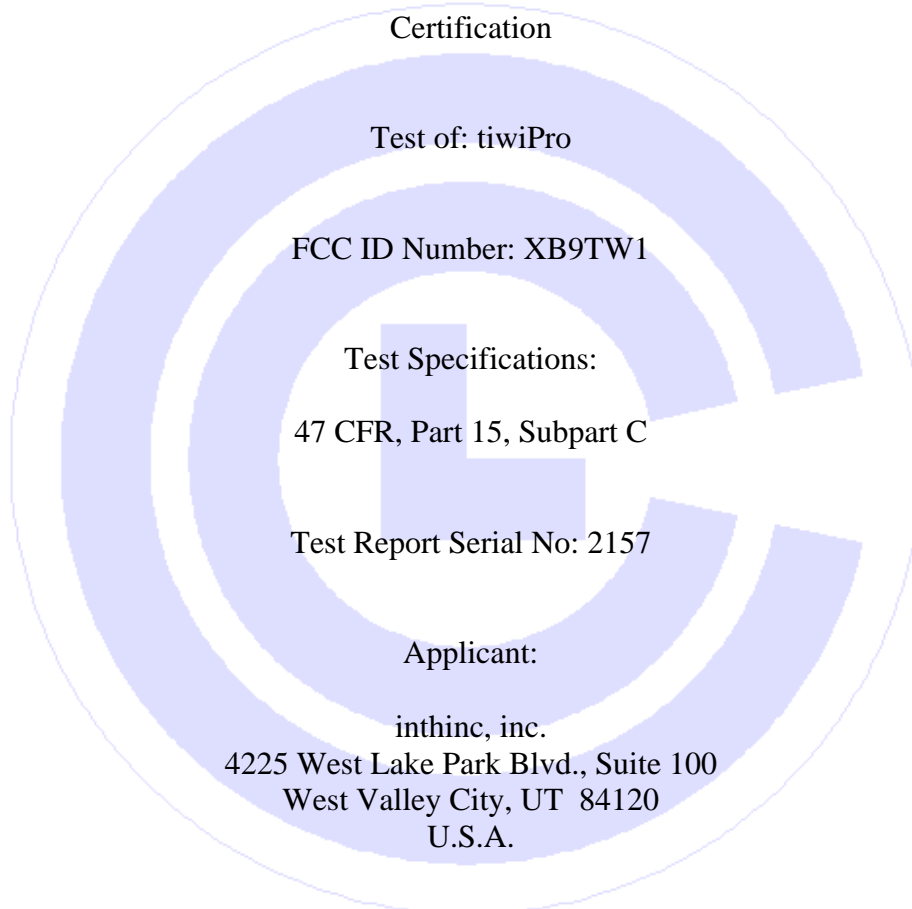 Certification
Test of: tiwiPro
FCC ID Number: XB9TW1
Test Specifications:
47 CFR, Part 15, Subpart C
Test Report Serial No: 2157
Applicant:
inthinc, inc.
4225 West Lake Park Blvd., Suite 100
West Valley City, UT  84120
U.S.A.